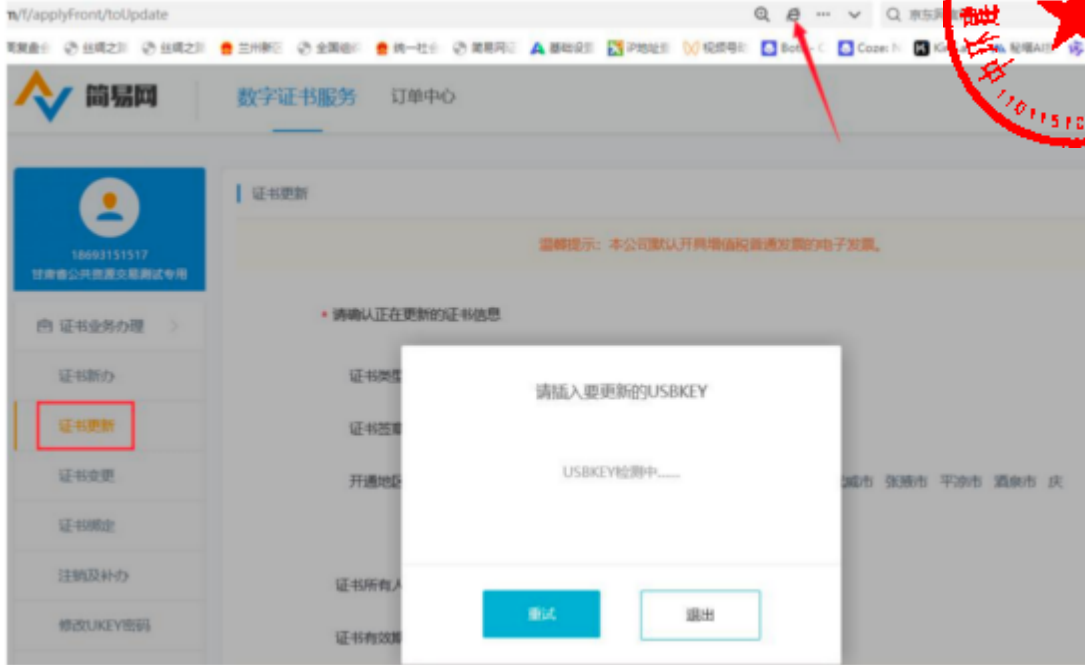 n/f/applyFront/toUpdate
简易网
数字证书服务
订单中心
18693151517
甘肃省公共资源交易测试专用
证书更新
温馨提示：本公司默认开具增值税普通发票的电子发票。
* 请确认正在更新的证书信息
证书业务办理
证书新办
证书更新
证书变更
证书绑定
注销及补办
修改UKEY密码
证书类型
证书签章
开通地区
张掖市 平凉市 酒泉市 庆
证书所有人
证书有效期
请插入要更新的USBKEY
USBKEY检测中......
重试
退出